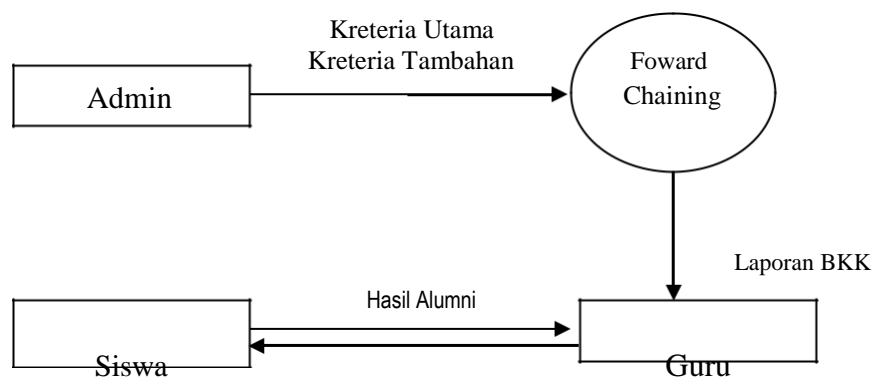 Kreteria Utama
Kreteria Tambahan
Foward
Chaining
Admin
Laporan BKK
Hasil Alumni
Siswa
Guru